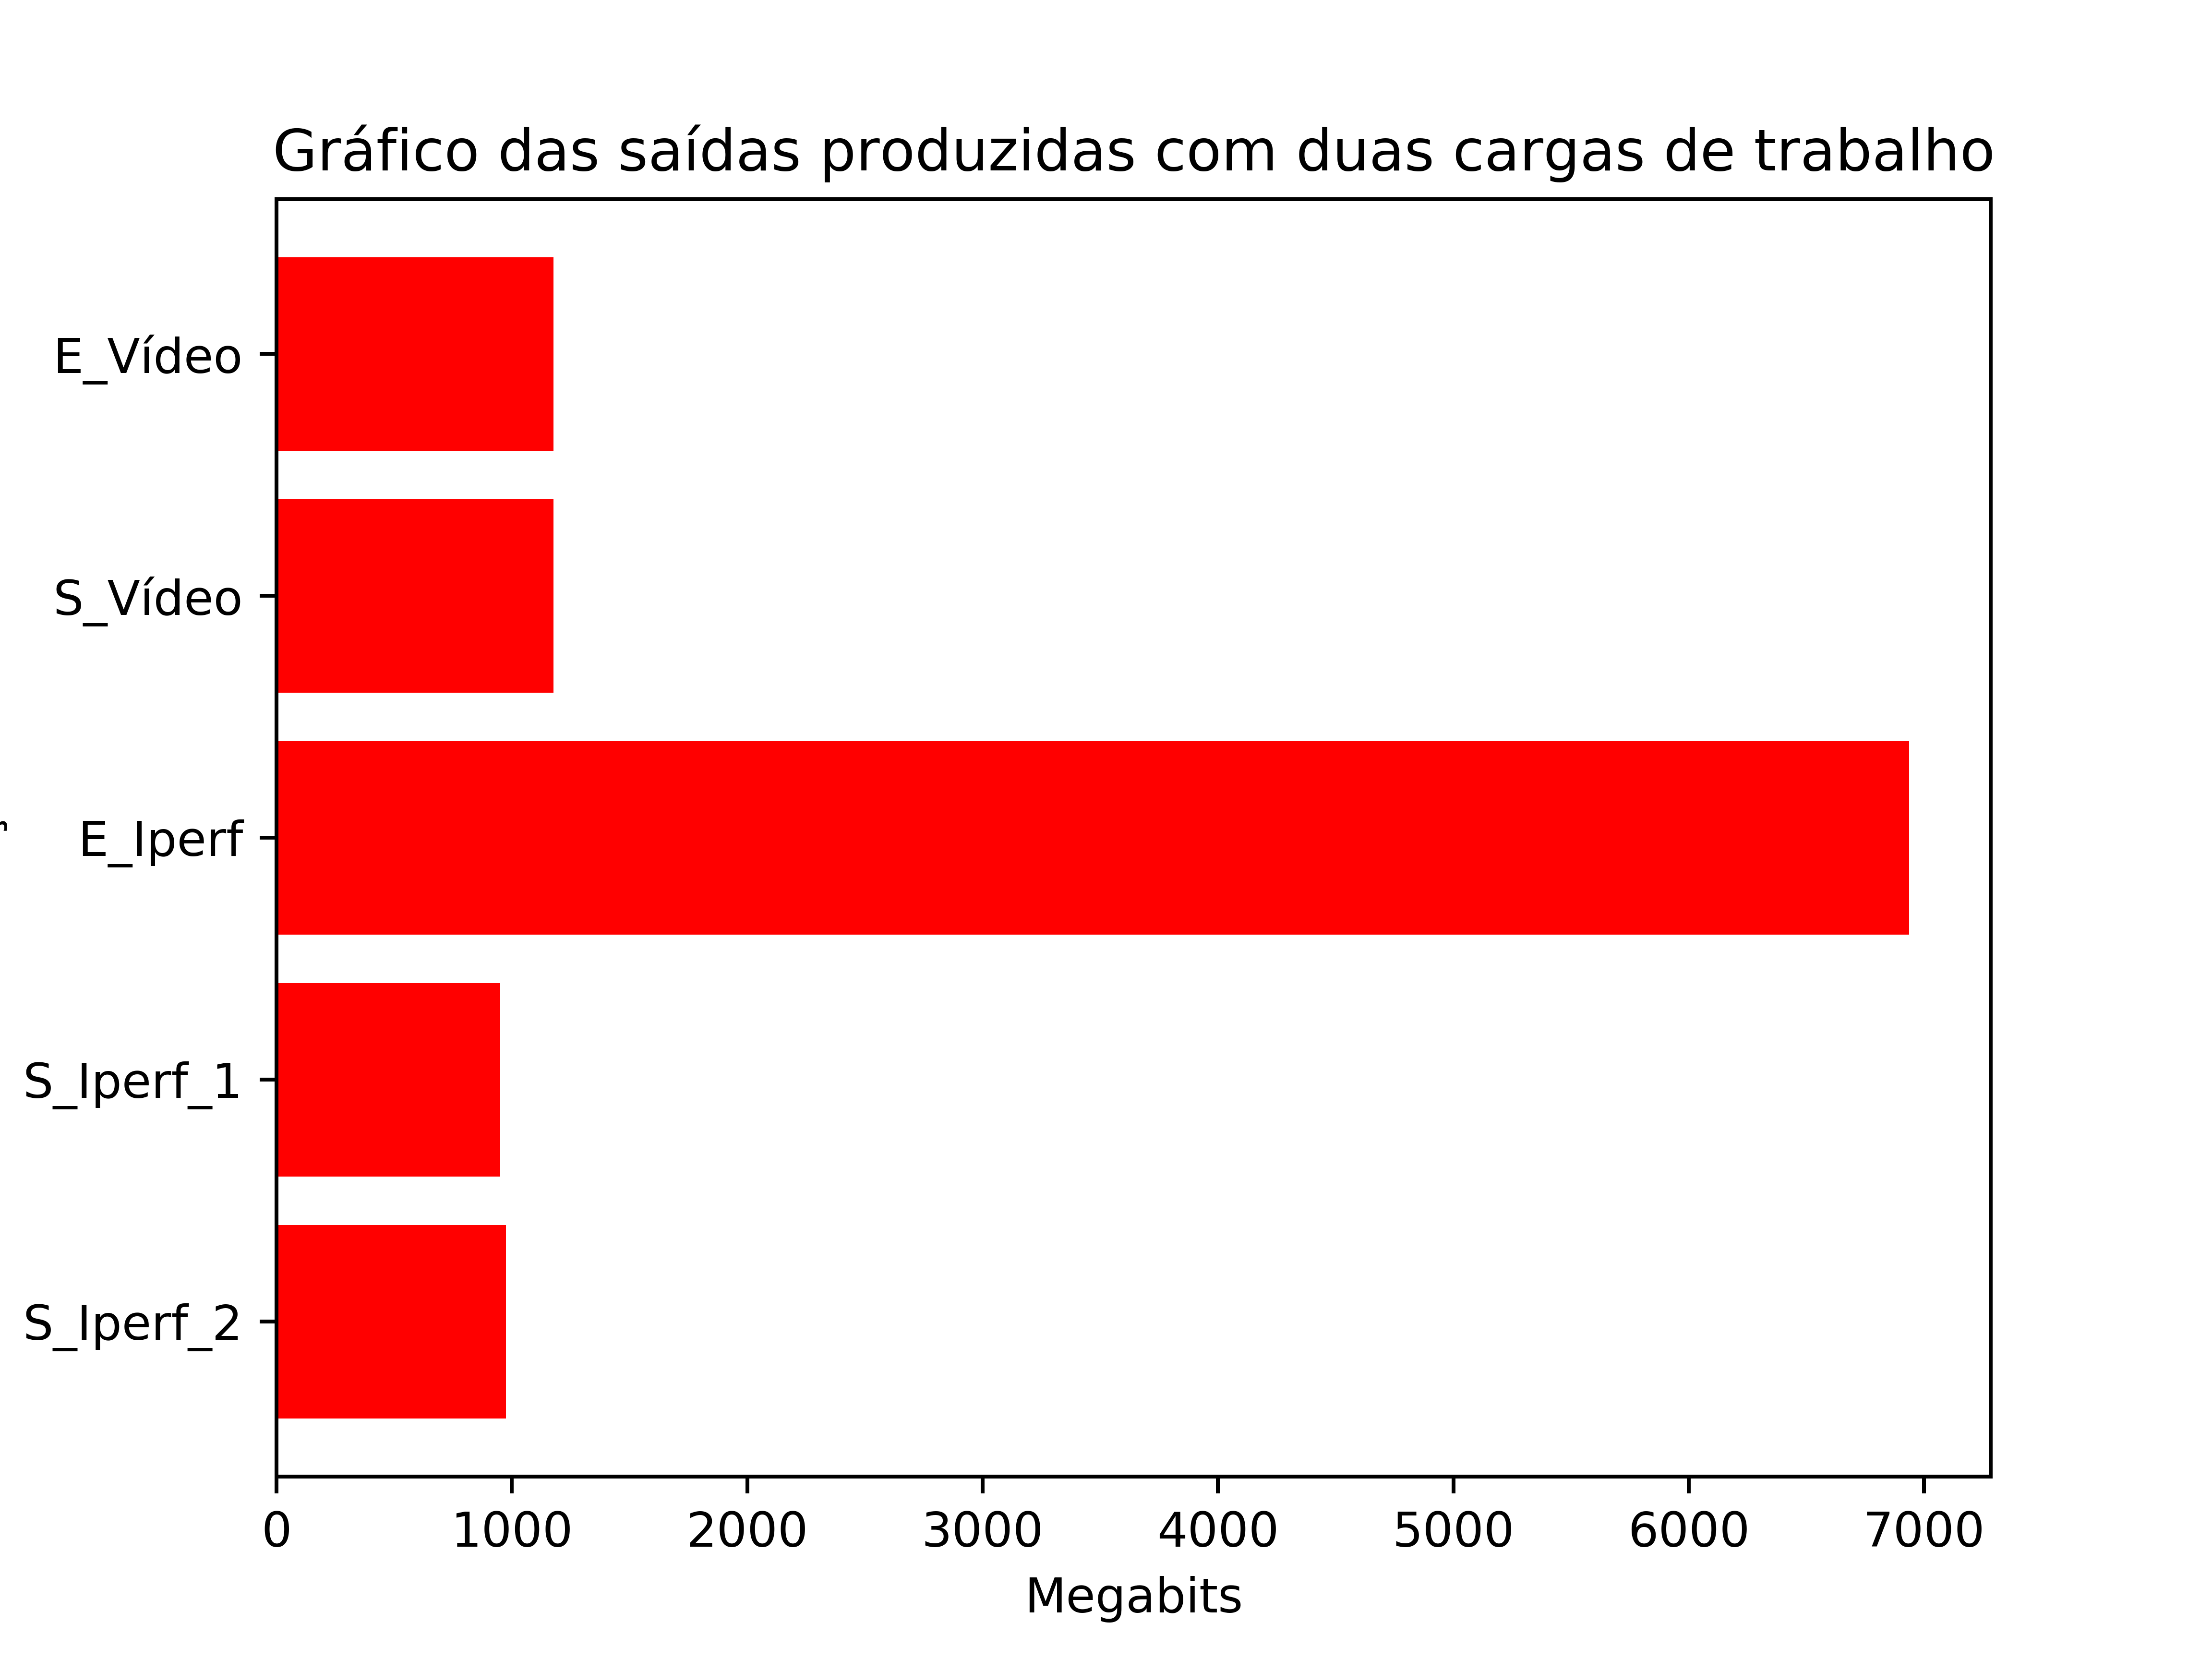 Gráfico das saídas produzidas com duas cargas de trabalho
E_Vídeo
S_Vídeo
E_Iperf
S_Iperf_1
S_Iperf_2
0 1000 2000 3000 4000 5000 6000 7000
Megabits